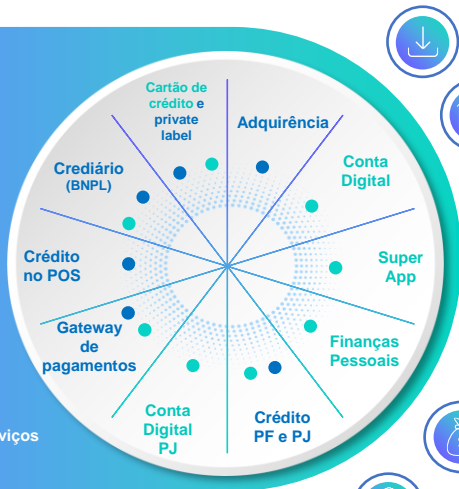 Cartão de
crédito e
private
label
Adquirência
Conta
Digital
Super
App
Finanças
Pessoais
Crédito
PF e PJ
Conta
Digital
PJ
Gateway
de
pagamentos
Crédito
no POS
Crediário
(BNPL)
viços